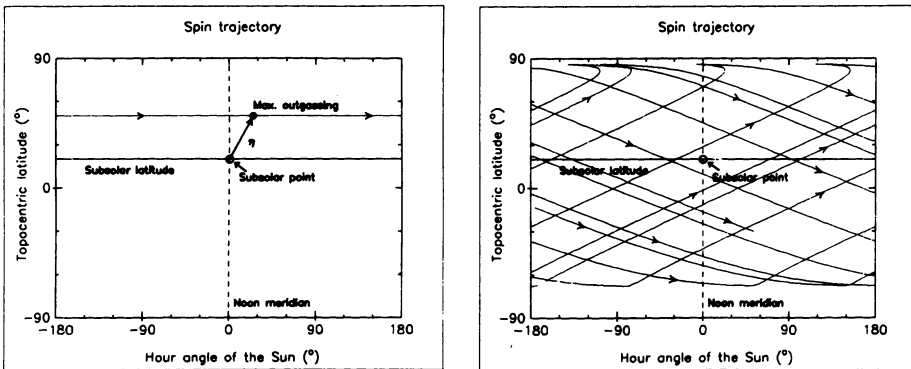 Spin trajectory
90
Max. outgassing
η
Subsolar latitude
Subsolar point
0
Topocentric latitude (°)
Noon meridian
-90
-180 -90 0 90 180
Hour angle of the Sun (°)
Spin trajectory
90
Subsolar latitude
Subsolar point
0
Topocentric latitude (°)
Noon meridian
-90
-180 -90 0 90 180
Hour angle of the Sun (°)